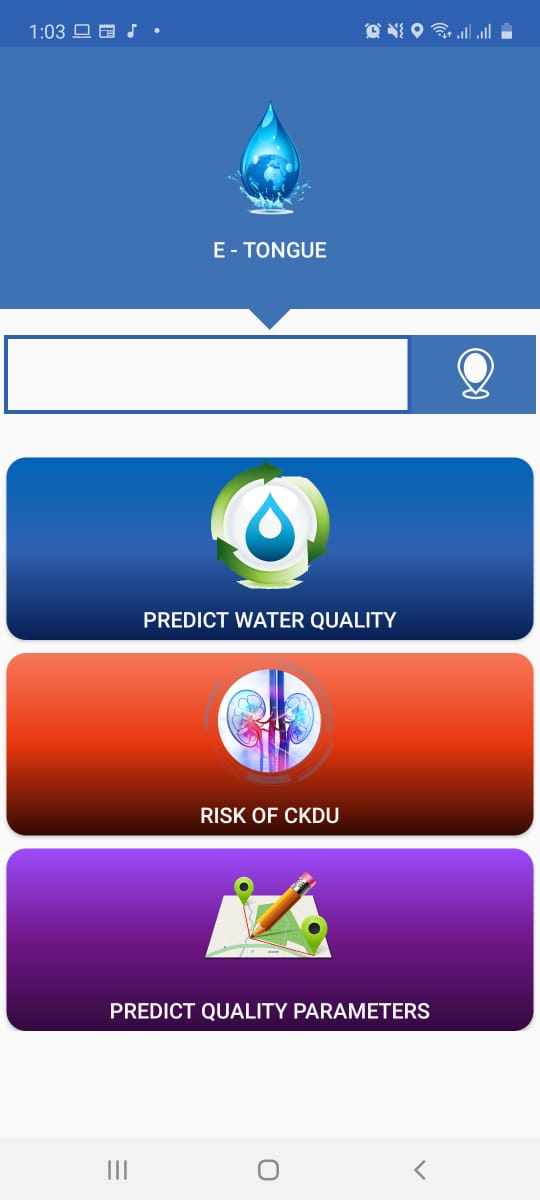 1:03
E - TONGUE
PREDICT WATER QUALITY
RISK OF CKDU
PREDICT QUALITY PARAMETERS